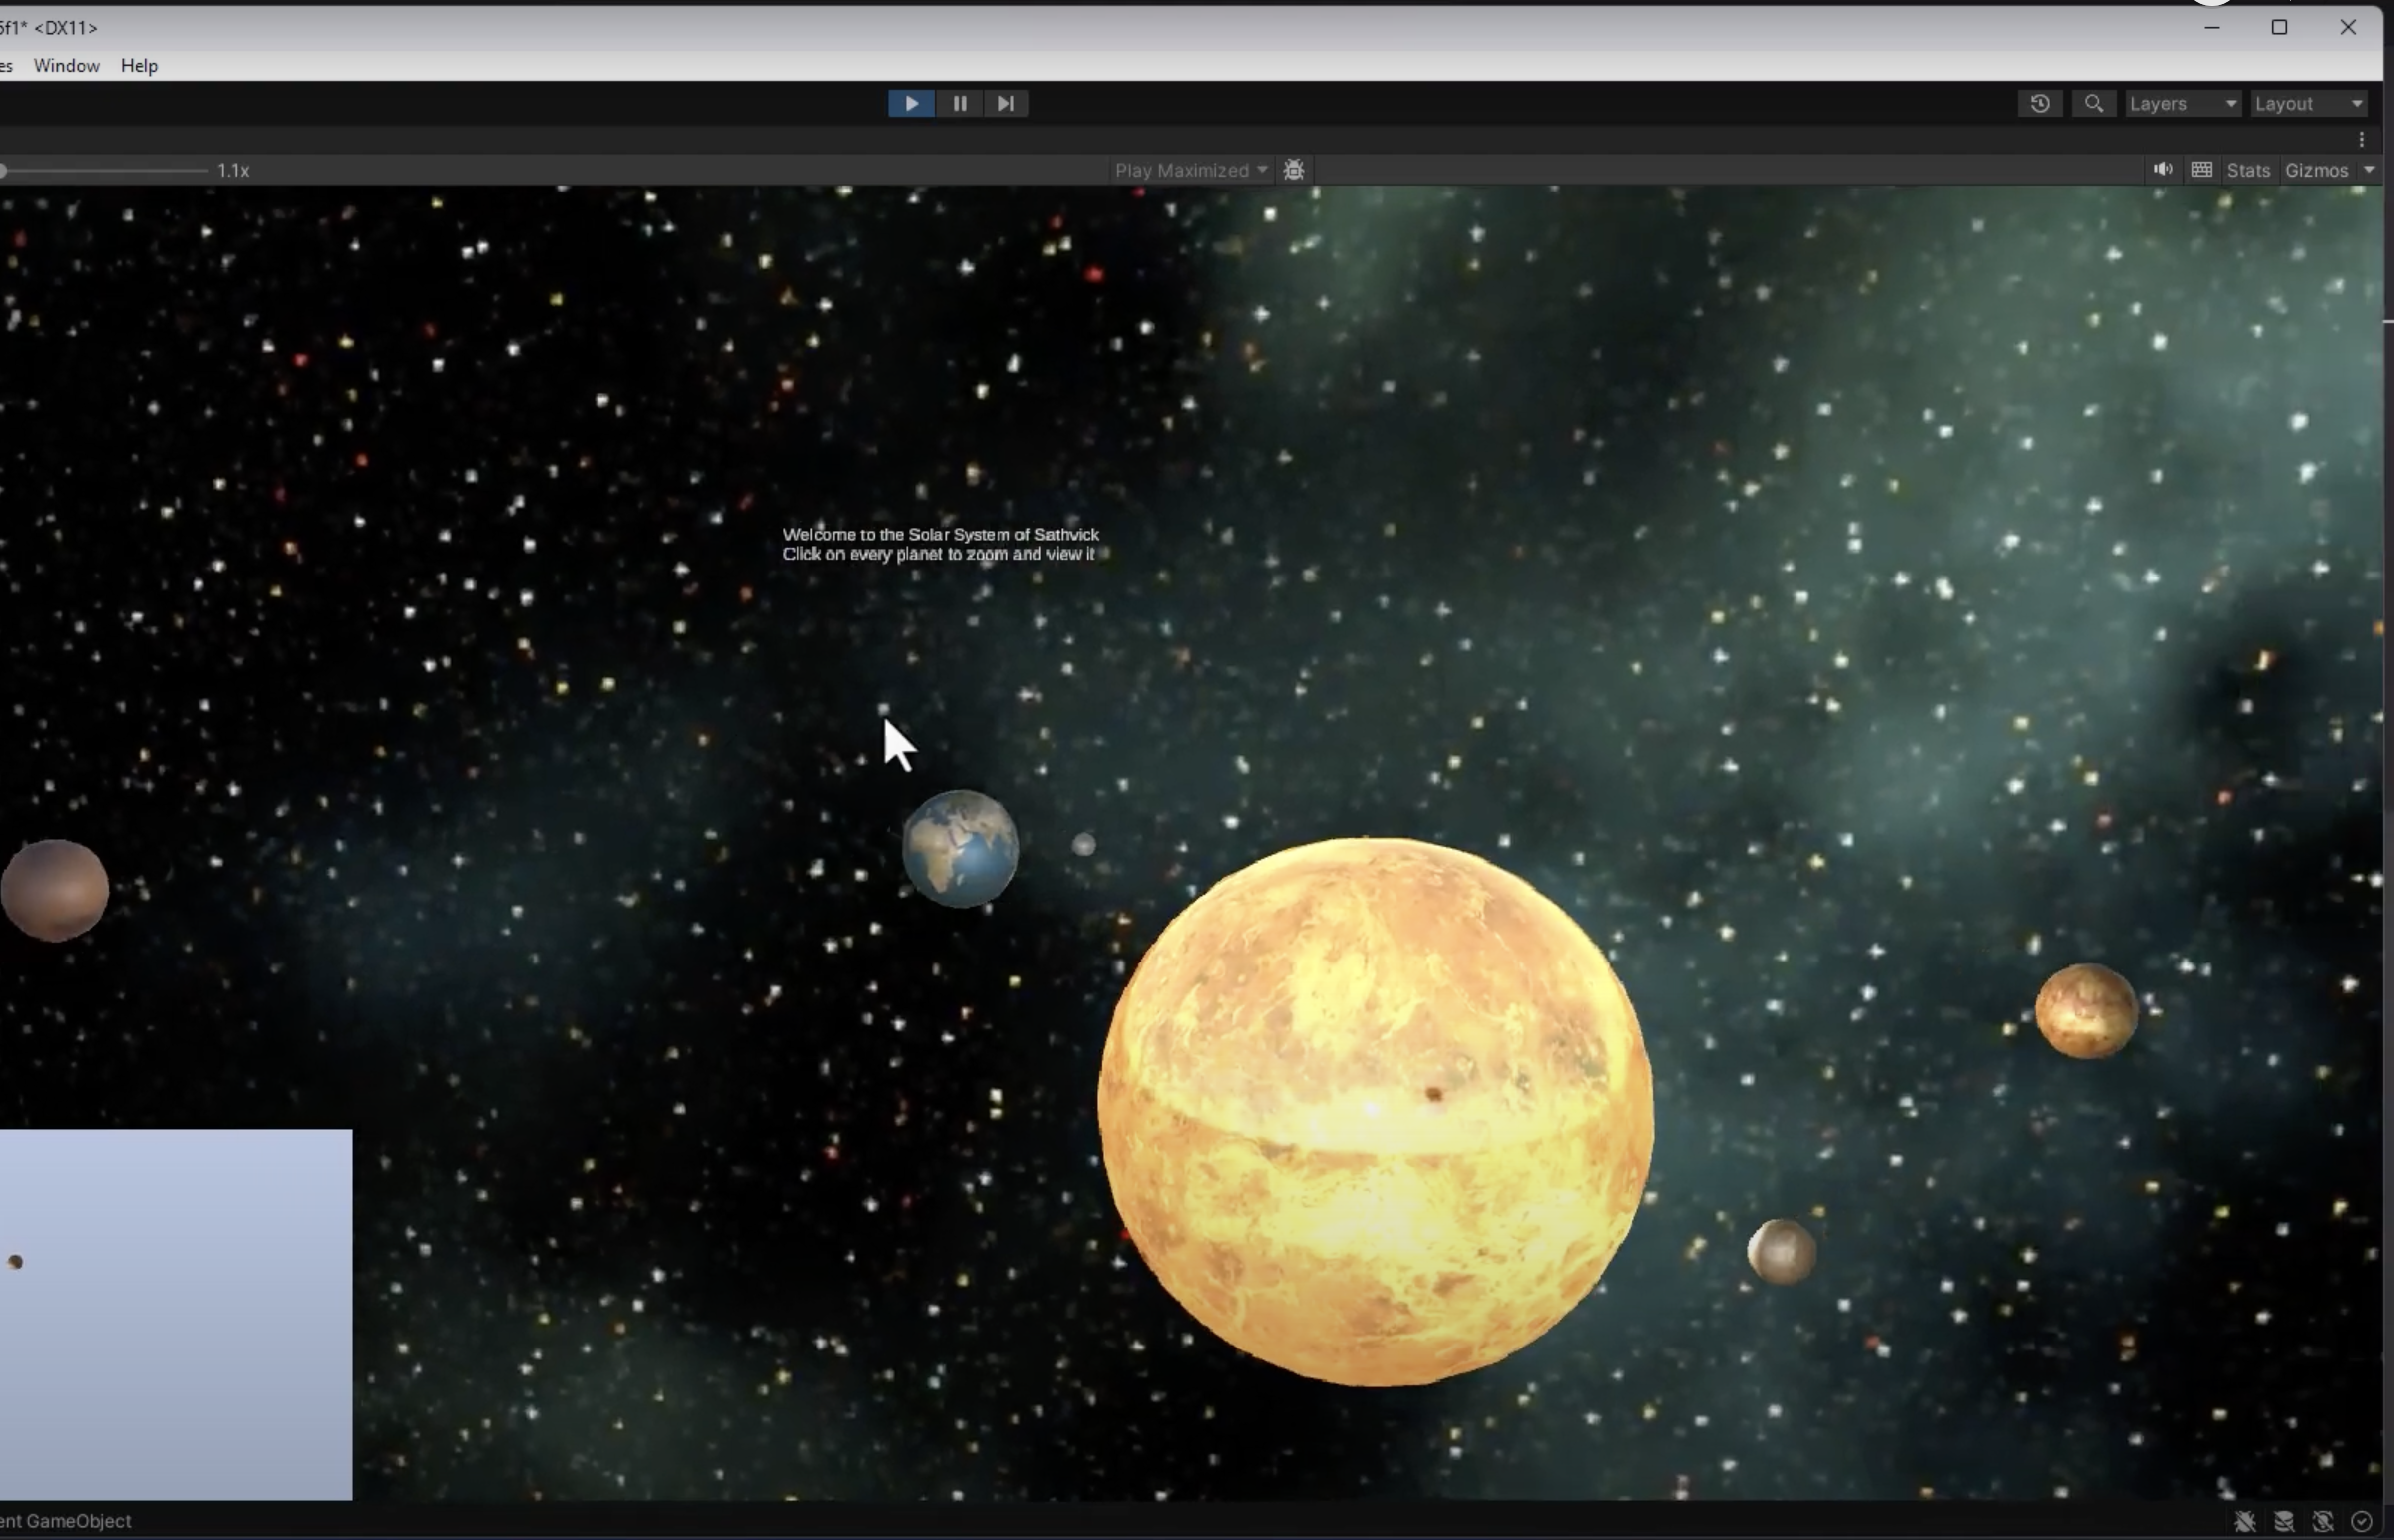 5f1* <DX11>
es Window Help
Layers Layout
1.1x Play Maximized Stats Gizmos
Welcome to the Solar System of Sathvick
Click on every planet to zoom and view it
ent GameObject